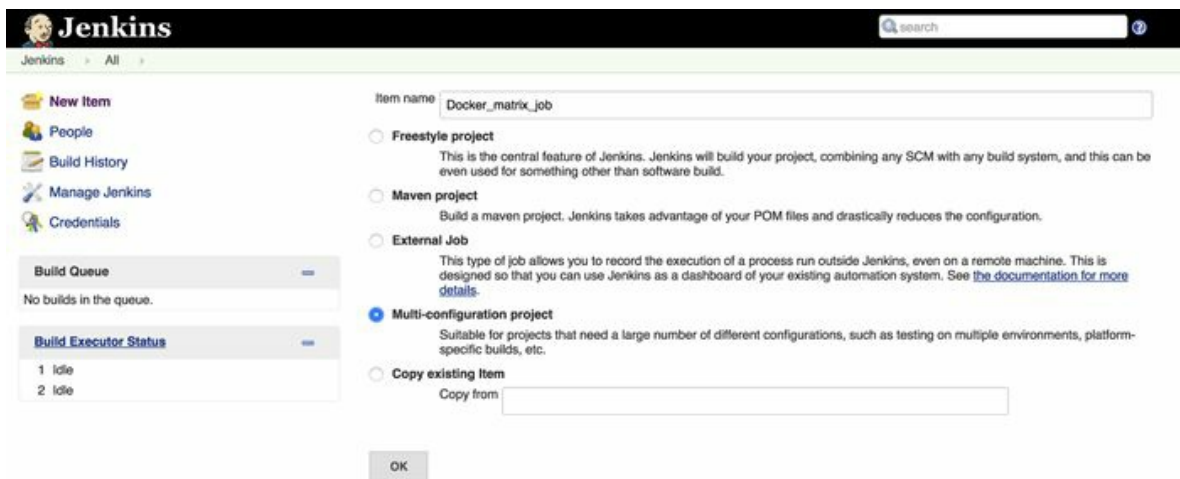 Jenkins
search
Jenkins
All
New Item
People
Build History
Manage Jenkins
Credentials
Build Queue
No builds in the queue.
Build Executor Status
1 Idle
2 Idle
Item name Docker_matrix_job
Freestyle project
This is the central feature of Jenkins. Jenkins will build your project, combining any SCM with any build system, and this can be
even used for something other than software build.
Maven project
Build a maven project. Jenkins takes advantage of your POM files and drastically reduces the configuration.
External Job
This type of job allows you to record the execution of a process run outside Jenkins, even on a remote machine. This is
designed so that you can use Jenkins as a dashboard of your existing automation system. See the documentation for more
details.
Multi-configuration project
Suitable for projects that need a large number of different configurations, such as testing on multiple environments, platform-
specific builds, etc.
Copy existing Item
Copy from
OK